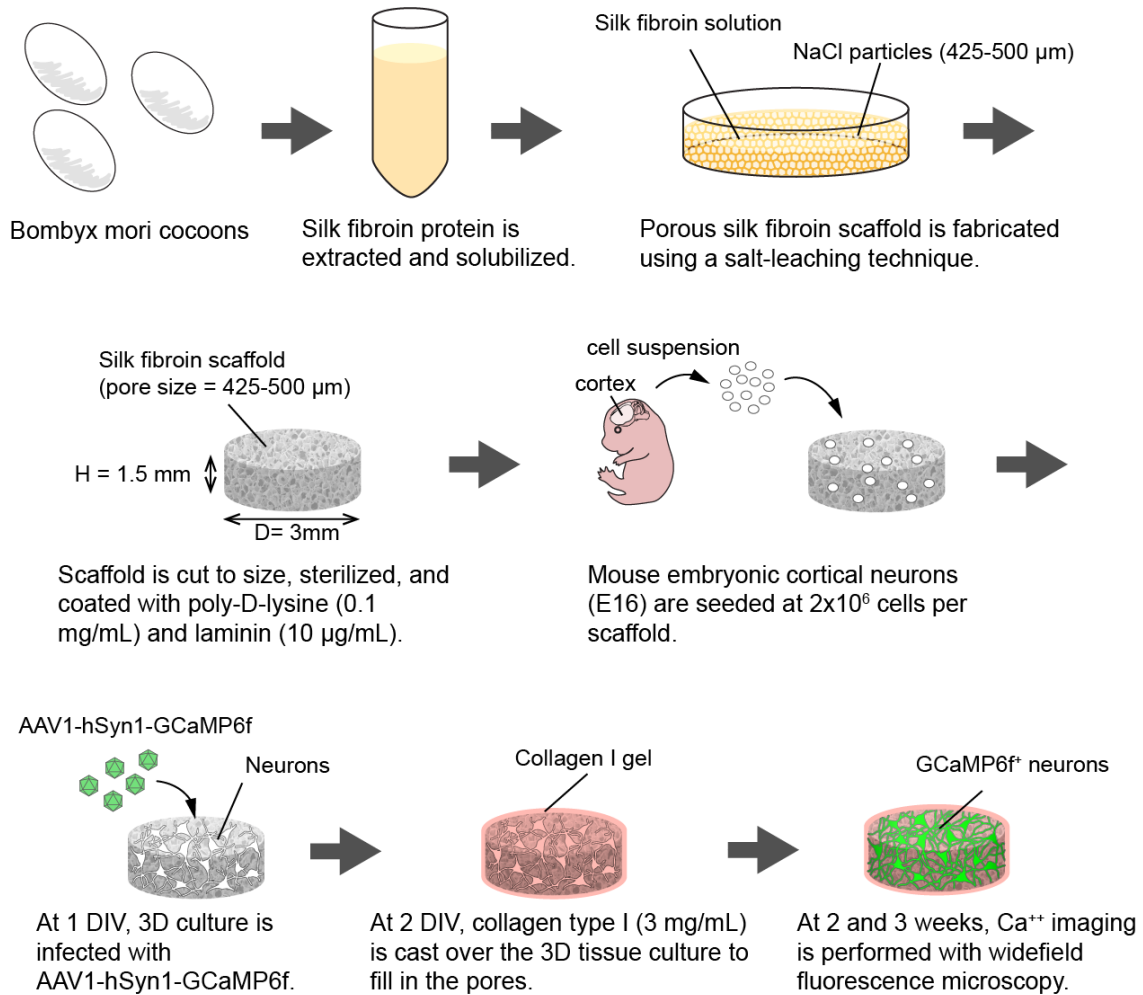 Silk fibroin solution
NaCl particles (425-500 µm)
Bombyx mori cocoons
Silk fibroin protein is
extracted and solubilized.
Porous silk fibroin scaffold is fabricated
using a salt-leaching technique.
Silk fibroin scaffold
(pore size = 425-500 µm)
H = 1.5 mm
D= 3mm
Scaffold is cut to size, sterilized, and
coated with poly-D-lysine (0.1
mg/mL) and laminin (10 µg/mL).
cell suspension
cortex
Mouse embryonic cortical neurons
(E16) are seeded at 2x10⁶ cells per
scaffold.
AAV1-hSyn1-GCaMP6f
Neurons
At 1 DIV, 3D culture is
infected with
AAV1-hSyn1-GCaMP6f.
Collagen I gel
At 2 DIV, collagen type I (3 mg/mL)
is cast over the 3D tissue culture to
fill in the pores.
GCaMP6f⁺ neurons
At 2 and 3 weeks, Ca⁺⁺ imaging
is performed with widefield
fluorescence microscopy.